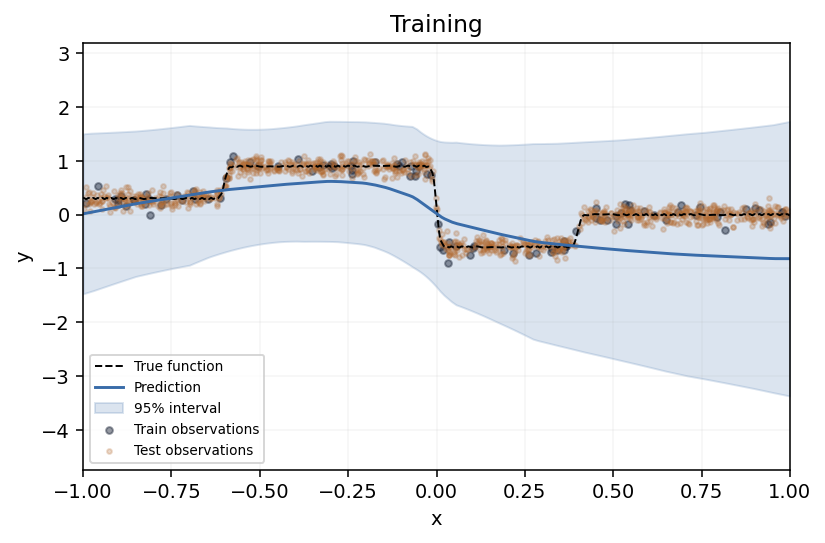 Training
3
2
1
0
−1
−2
−3
−4
y
True function
Prediction
95% interval
Train observations
Test observations
−1.00 −0.75 −0.50 −0.25 0.00 0.25 0.50 0.75 1.00
x